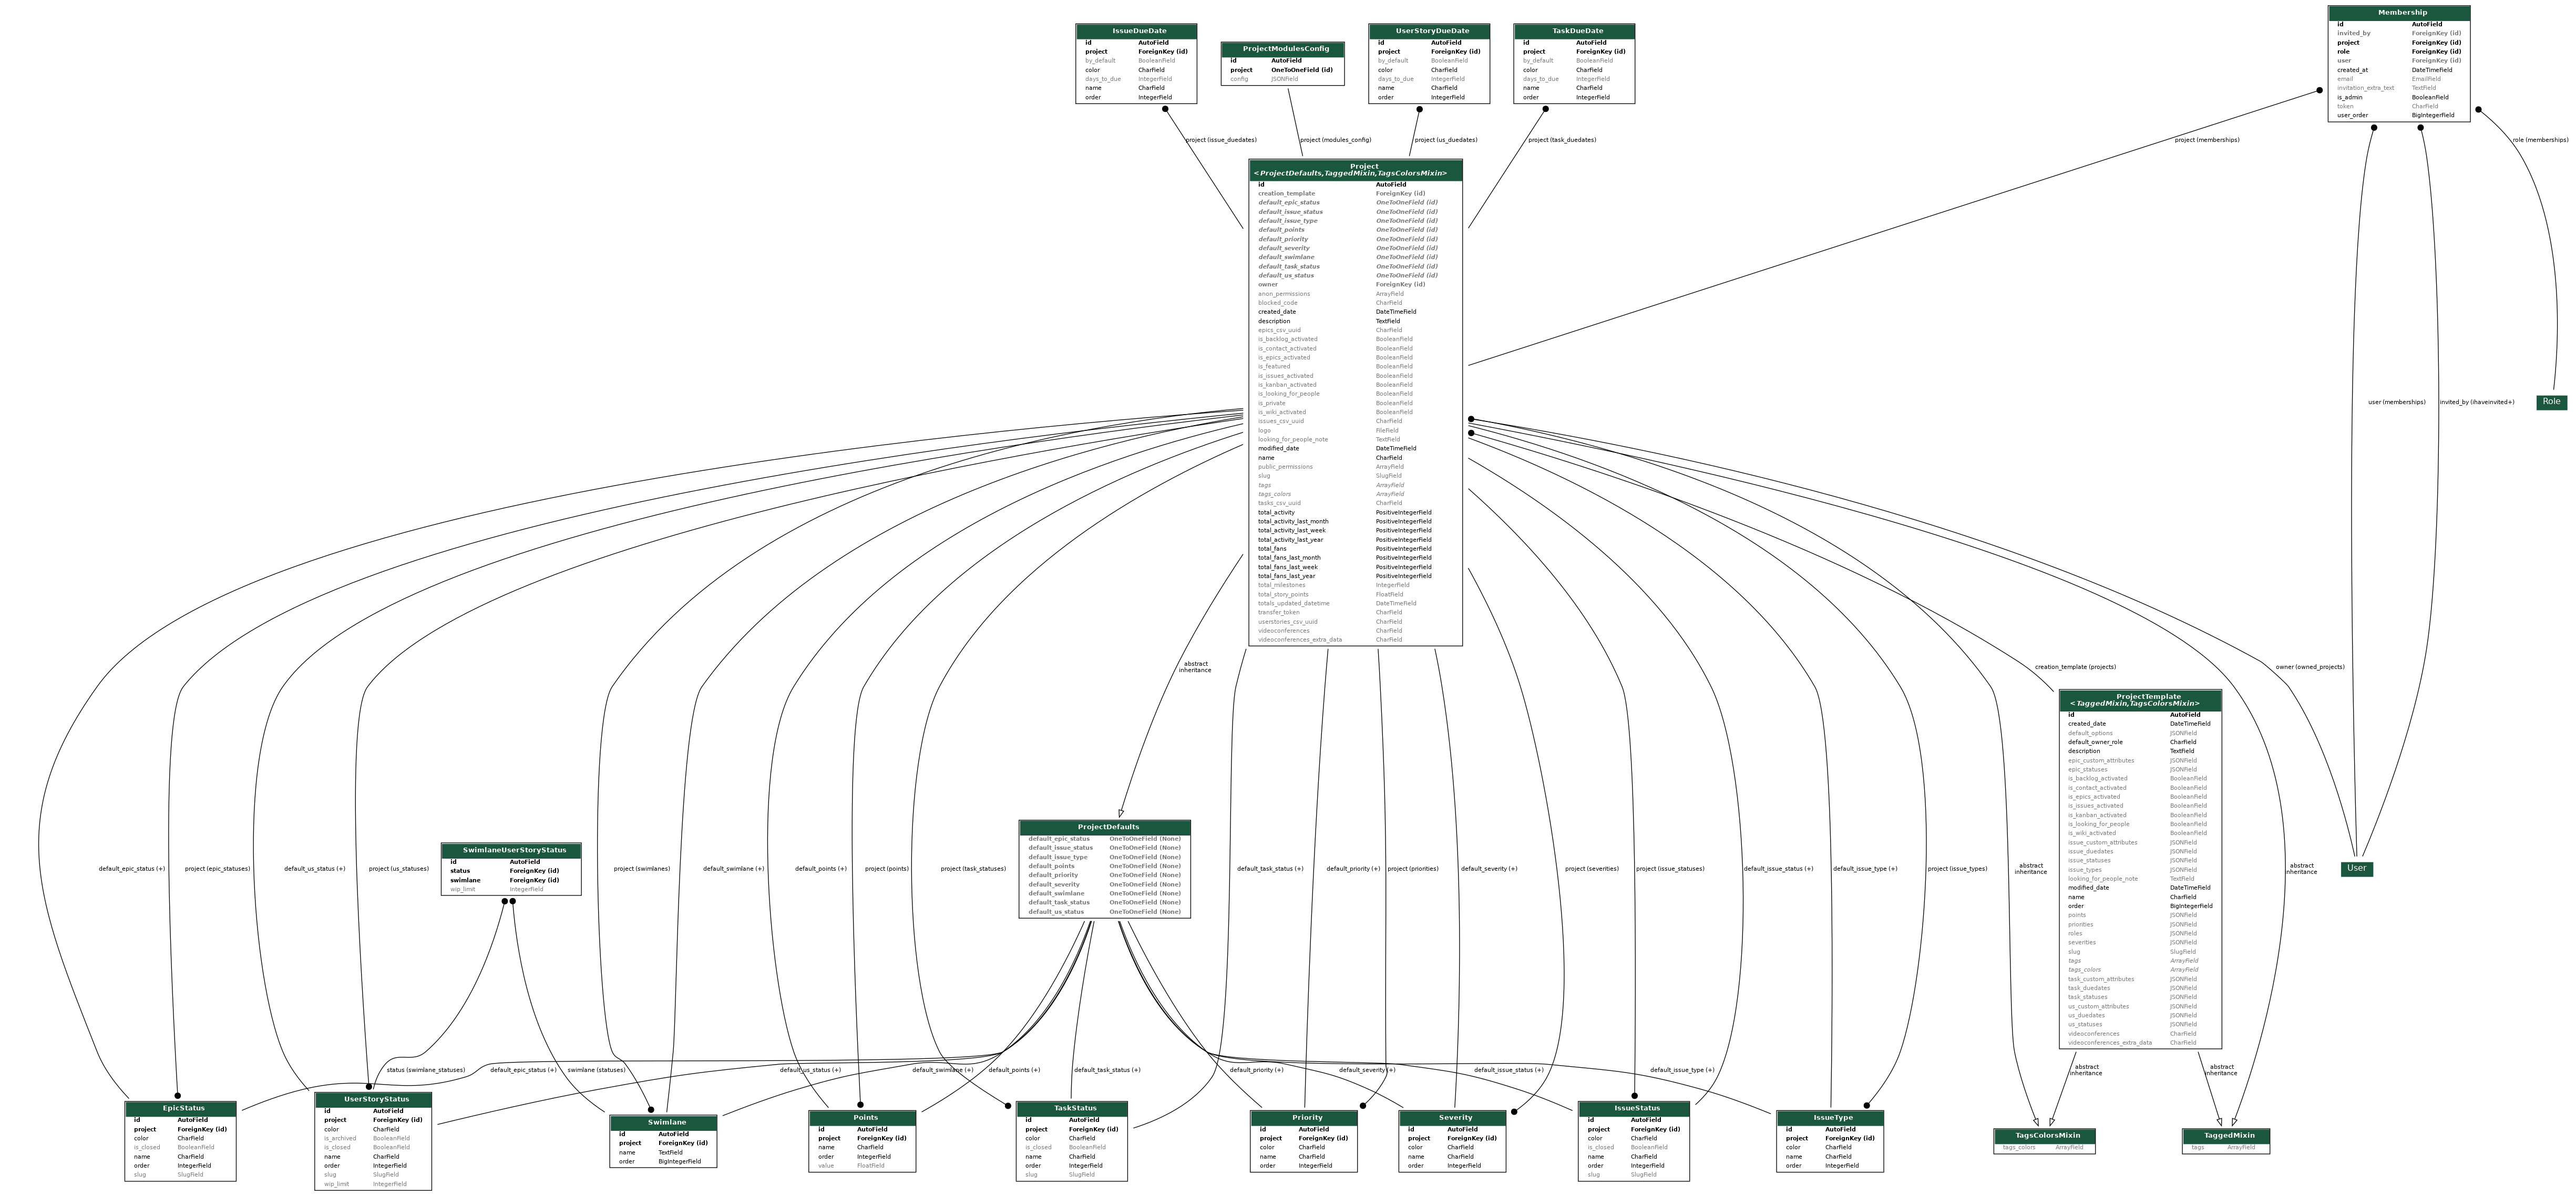 IssueDueDate
id AutoField
project ForeignKey (id)
by_default BooleanField
color CharField
days_to_due IntegerField
name CharField
order IntegerField
ProjectModulesConfig
id AutoField
project OneToOneField (id)
config JSONField
UserStoryDueDate
id AutoField
project ForeignKey (id)
by_default BooleanField
color CharField
days_to_due IntegerField
name CharField
order IntegerField
TaskDueDate
id AutoField
project ForeignKey (id)
by_default BooleanField
color CharField
days_to_due IntegerField
name CharField
order IntegerField
Membership
id AutoField
invited_by ForeignKey (id)
project ForeignKey (id)
role ForeignKey (id)
user ForeignKey (id)
created_at DateTimeField
email EmailField
invitation_extra_text TextField
is_admin BooleanField
token CharField
user_order BigIntegerField
project (issue_duedates)
project (modules_config)
project (us_duedates)
project (task_duedates)
project (memberships)
role (memberships)
Project
<ProjectDefaults,TaggedMixin,TagsColorsMixin>
id AutoField
creation_template ForeignKey (id)
default_epic_status OneToOneField (id)
default_issue_status OneToOneField (id)
default_issue_type OneToOneField (id)
default_points OneToOneField (id)
default_priority OneToOneField (id)
default_severity OneToOneField (id)
default_swimlane OneToOneField (id)
default_task_status OneToOneField (id)
default_us_status OneToOneField (id)
owner ForeignKey (id)
anon_permissions ArrayField
blocked_code CharField
created_date DateTimeField
description TextField
epics_csv_uuid CharField
is_backlog_activated BooleanField
is_contact_activated BooleanField
is_epics_activated BooleanField
is_featured BooleanField
is_issues_activated BooleanField
is_kanban_activated BooleanField
is_looking_for_people BooleanField
is_private BooleanField
is_wiki_activated BooleanField
issues_csv_uuid CharField
logo FileField
looking_for_people_note TextField
modified_date DateTimeField
name CharField
public_permissions ArrayField
slug SlugField
tags ArrayField
tags_colors ArrayField
tasks_csv_uuid CharField
total_activity PositiveIntegerField
total_activity_last_month PositiveIntegerField
total_activity_last_week PositiveIntegerField
total_activity_last_year PositiveIntegerField
total_fans PositiveIntegerField
total_fans_last_month PositiveIntegerField
total_fans_last_week PositiveIntegerField
total_fans_last_year PositiveIntegerField
total_milestones IntegerField
total_story_points FloatField
totals_updated_datetime DateTimeField
transfer_token CharField
userstories_csv_uuid CharField
videoconferences CharField
videoconferences_extra_data CharField
user (memberships)
invited_by (ihaveinvited+)
Role
abstract
inheritance
creation_template (projects)
owner (owned_projects)
ProjectTemplate
<TaggedMixin,TagsColorsMixin>
id AutoField
created_date DateTimeField
default_options JSONField
default_owner_role CharField
description TextField
epic_custom_attributes JSONField
epic_statuses JSONField
is_backlog_activated BooleanField
is_contact_activated BooleanField
is_epics_activated BooleanField
is_issues_activated BooleanField
is_kanban_activated BooleanField
is_looking_for_people BooleanField
is_wiki_activated BooleanField
issue_custom_attributes JSONField
issue_duedates JSONField
issue_statuses JSONField
issue_types JSONField
looking_for_people_note TextField
modified_date DateTimeField
name CharField
order BigIntegerField
points JSONField
priorities JSONField
roles JSONField
severities JSONField
slug SlugField
tags ArrayField
tags_colors ArrayField
task_custom_attributes JSONField
task_duedates JSONField
task_statuses JSONField
us_custom_attributes JSONField
us_duedates JSONField
us_statuses JSONField
videoconferences CharField
videoconferences_extra_data CharField
ProjectDefaults
default_epic_status OneToOneField (None)
default_issue_status OneToOneField (None)
default_issue_type OneToOneField (None)
default_points OneToOneField (None)
default_priority OneToOneField (None)
default_severity OneToOneField (None)
default_swimlane OneToOneField (None)
default_task_status OneToOneField (None)
default_us_status OneToOneField (None)
SwimlaneUserStoryStatus
id AutoField
status ForeignKey (id)
swimlane ForeignKey (id)
wip_limit IntegerField
default_epic_status (+)
project (epic_statuses)
default_us_status (+)
project (us_statuses)
project (swimlanes)
default_swimlane (+)
default_points (+)
project (points)
project (task_statuses)
default_task_status (+)
default_priority (+)
project (priorities)
default_severity (+)
project (severities)
project (issue_statuses)
default_issue_status (+)
default_issue_type (+)
project (issue_types)
abstract
inheritance
abstract
inheritance
User
status (swimlane_statuses)
default_epic_status (+)
swimlane (statuses)
default_us_status (+)
default_swimlane (+)
default_points (+)
default_task_status (+)
default_priority (+)
default_severity (+)
default_issue_status (+)
default_issue_type (+)
abstract
inheritance
abstract
inheritance
EpicStatus
id AutoField
project ForeignKey (id)
color CharField
is_closed BooleanField
name CharField
order IntegerField
slug SlugField
UserStoryStatus
id AutoField
project ForeignKey (id)
color CharField
is_archived BooleanField
is_closed BooleanField
name CharField
order IntegerField
slug SlugField
wip_limit IntegerField
Swimlane
id AutoField
project ForeignKey (id)
name TextField
order BigIntegerField
Points
id AutoField
project ForeignKey (id)
name CharField
order IntegerField
value FloatField
TaskStatus
id AutoField
project ForeignKey (id)
color CharField
is_closed BooleanField
name CharField
order IntegerField
slug SlugField
Priority
id AutoField
project ForeignKey (id)
color CharField
name CharField
order IntegerField
Severity
id AutoField
project ForeignKey (id)
color CharField
name CharField
order IntegerField
IssueStatus
id AutoField
project ForeignKey (id)
color CharField
is_closed BooleanField
name CharField
order IntegerField
slug SlugField
IssueType
id AutoField
project ForeignKey (id)
color CharField
name CharField
order IntegerField
TagsColorsMixin
tags_colors ArrayField
TaggedMixin
tags ArrayField